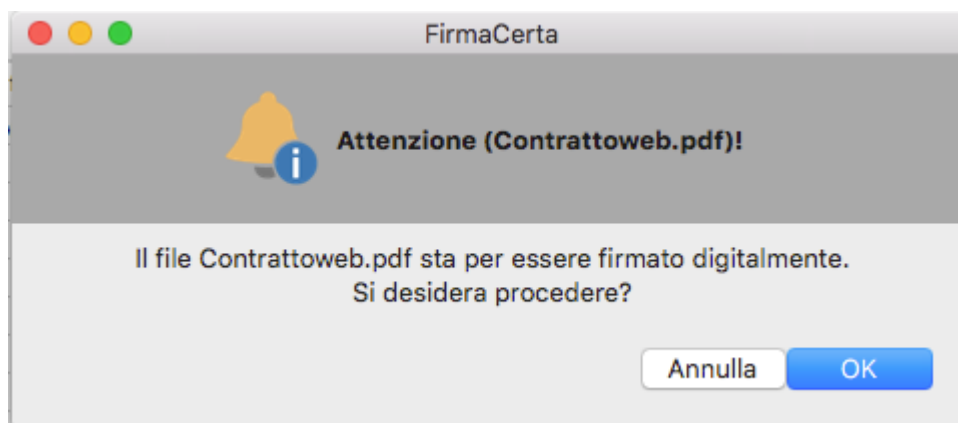 FirmaCerta
Attenzione (Contrattoweb.pdf)!
Il file Contrattoweb.pdf sta per essere firmato digitalmente.
Si desidera procedere?
Annulla
OK